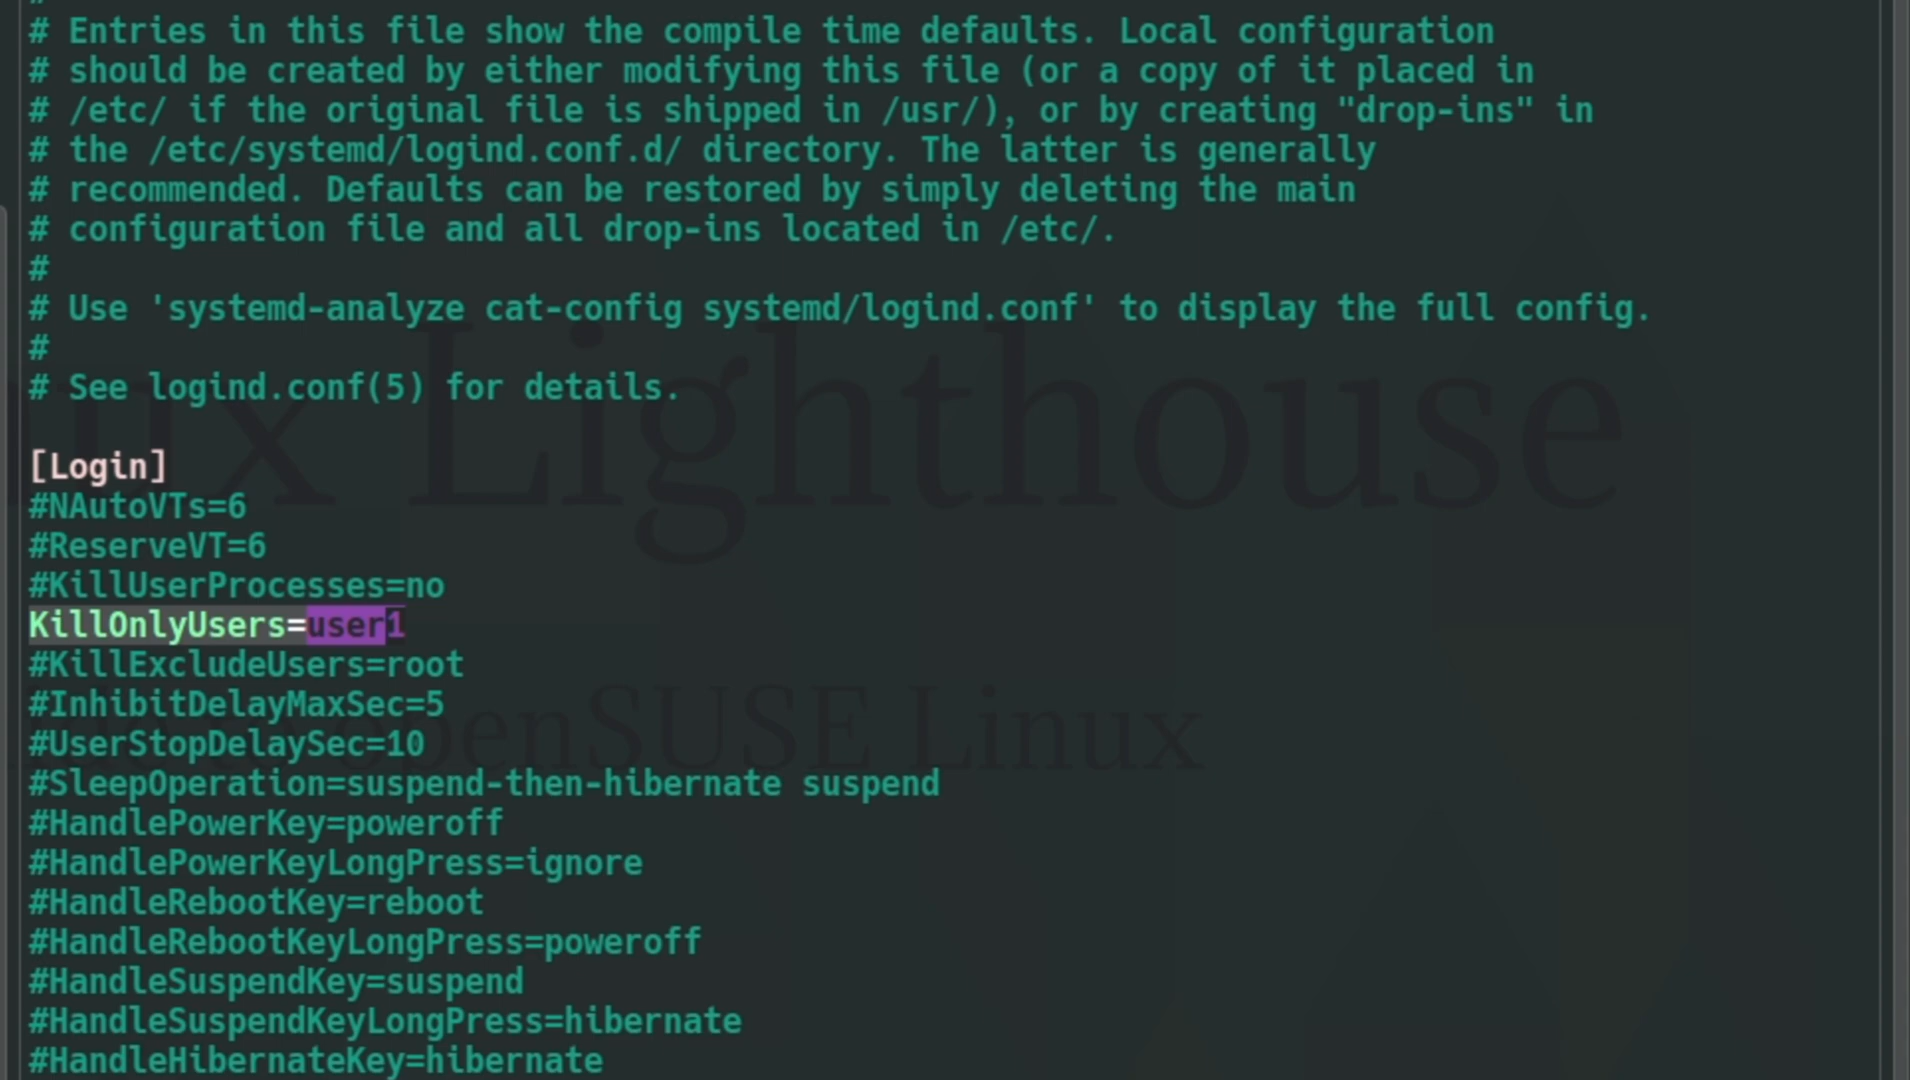 #
# Entries in this file show the compile time defaults. Local configuration
# should be created by either modifying this file (or a copy of it placed in
# /etc/ if the original file is shipped in /usr/), or by creating "drop-ins" in
# the /etc/systemd/logind.conf.d/ directory. The latter is generally
# recommended. Defaults can be restored by simply deleting the main
# configuration file and all drop-ins located in /etc/.
#
# Use 'systemd-analyze cat-config systemd/logind.conf' to display the full config.
#
# See logind.conf(5) for details.
nx Lighthouse
[Login]
#NAutoVTs=6
#ReserveVT=6
#KillUserProcesses=no
KillOnlyUsers=user1
#KillExcludeUsers=root
#InhibitDelayMaxSec=5
openSUSE Linux
#UserStopDelaySec=10
#SleepOperation=suspend-then-hibernate suspend
#HandlePowerKey=poweroff
#HandlePowerKeyLongPress=ignore
#HandleRebootKey=reboot
#HandleRebootKeyLongPress=poweroff
#HandleSuspendKey=suspend
#HandleSuspendKeyLongPress=hibernate
#HandleHibernateKey=hibernate